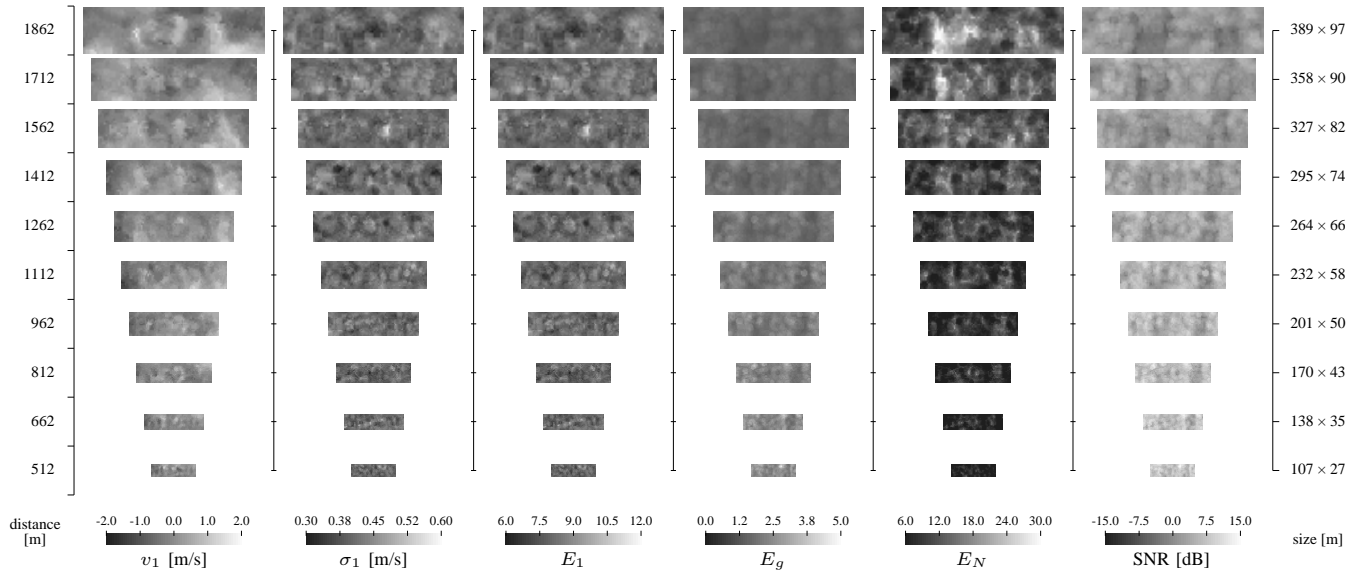 1862 389 × 97
1712 358 × 90
1562 327 × 82
1412 295 × 74
1262 264 × 66
1112 232 × 58
962 201 × 50
812 170 × 43
662 138 × 35
512 107 × 27
distance [m]
-2.0 -1.0 0.0 1.0 2.0
v₁ [m/s]
0.30 0.38 0.45 0.52 0.60
σ₁ [m/s]
6.0 7.5 9.0 10.5 12.0
E₁
0.0 1.2 2.5 3.8 5.0
E_g
6.0 12.0 18.0 24.0 30.0
E_N
-15.0 -7.5 0.0 7.5 15.0
SNR [dB]
size [m]